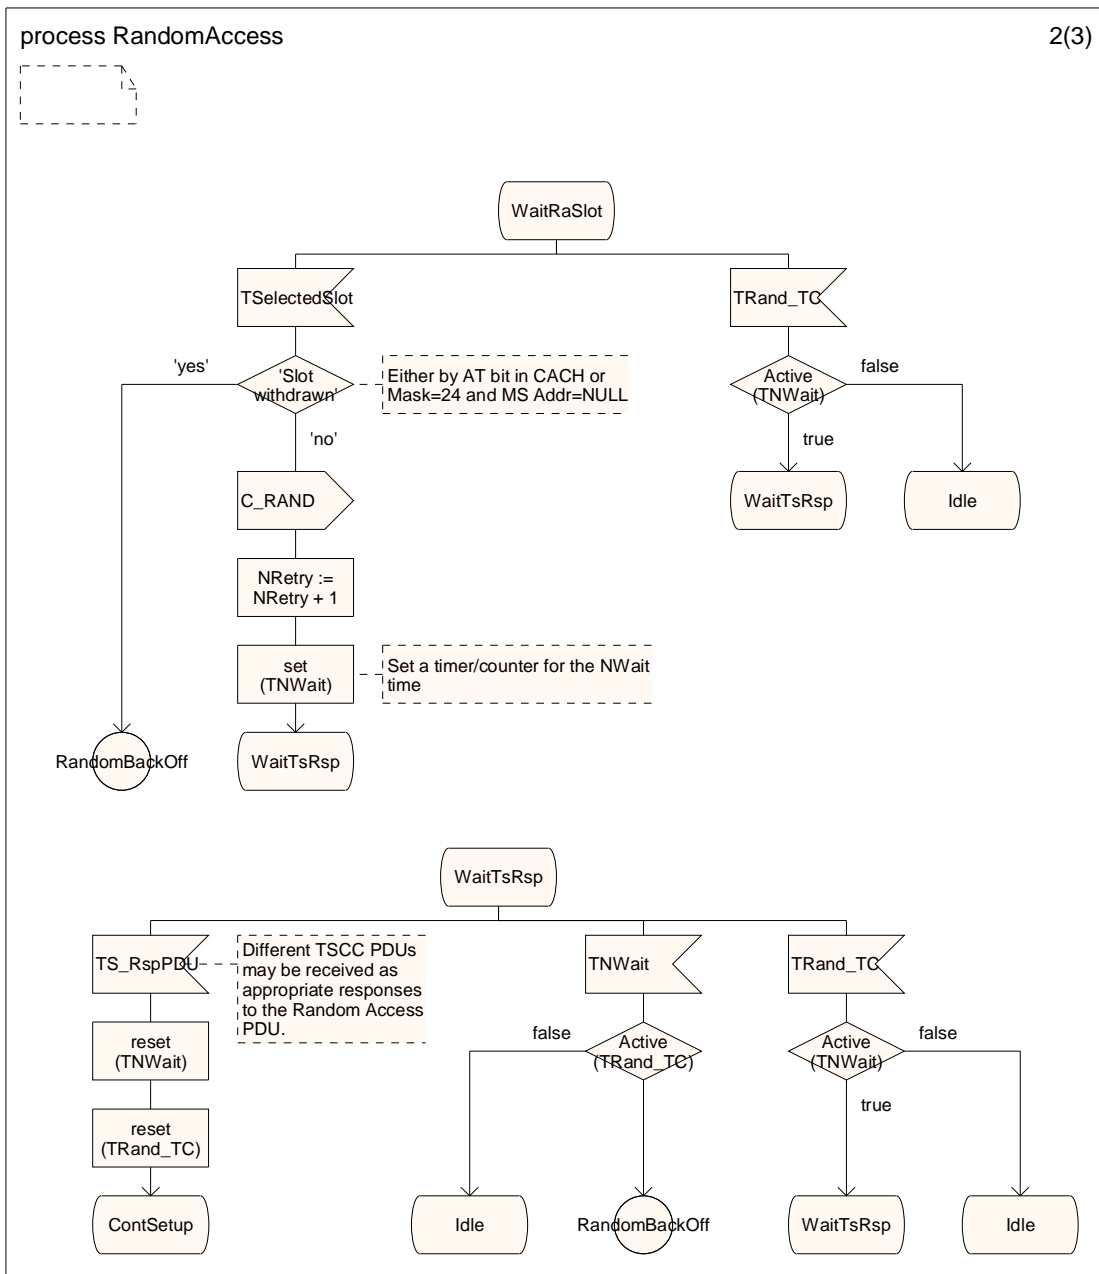 process RandomAccess
2(3)
WaitRaSlot
TSelectedSlot
TRand_TC
'yes'
'Slot
withdrawn'
Either by AT bit in CACH or
Mask=24 and MS Addr=NULL
Active
(TNWait)
false
'no'
true
C_RAND
WaitTsRsp
Idle
NRetry :=
NRetry + 1
set
(TNWait)
Set a timer/counter for the NWait
time
RandomBackOff
WaitTsRsp
WaitTsRsp
TS_RspPDU
Different TSCC PDUs
may be received as
appropriate responses
to the Random Access
PDU.
TNWait
TRand_TC
reset
(TNWait)
false
Active
(TRand_TC)
Active
(TNWait)
false
true
reset
(TRand_TC)
ContSetup
Idle
RandomBackOff
WaitTsRsp
Idle